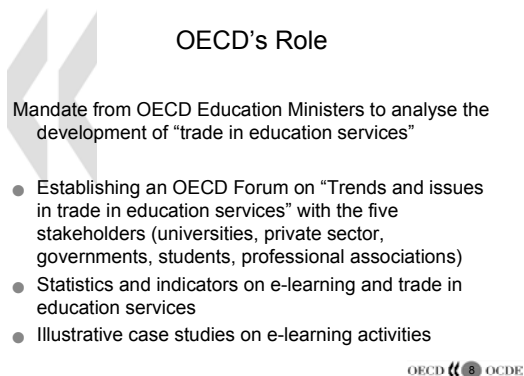 OECD's Role
Mandate from OECD Education Ministers to analyse the
development of “trade in education services”
Establishing an OECD Forum on “Trends and issues
in trade in education services” with the five
stakeholders (universities, private sector,
governments, students, professional associations)
Statistics and indicators on e-learning and trade in
education services
Illustrative case studies on e-learning activities
OECD 8 OCDE